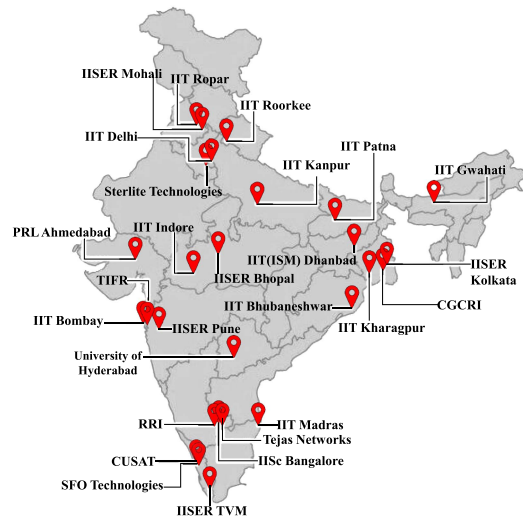 IISER Mohali
IIT Ropar
IIT Roorkee
IIT Delhi
IIT Patna
IIT Kanpur
IIT Gwahati
Sterlite Technologies
PRL Ahmedabad
IIT Indore
IIT(ISM) Dhanbad
IISER
Kolkata
TIFR
IISER Bhopal
IIT Bhubaneshwar
CGCRI
IIT Bombay
IISER Pune
IIT Kharagpur
University of
Hyderabad
RRI
IIT Madras
Tejas Networks
CUSAT
IISc Bangalore
SFO Technologies
IISER TVM